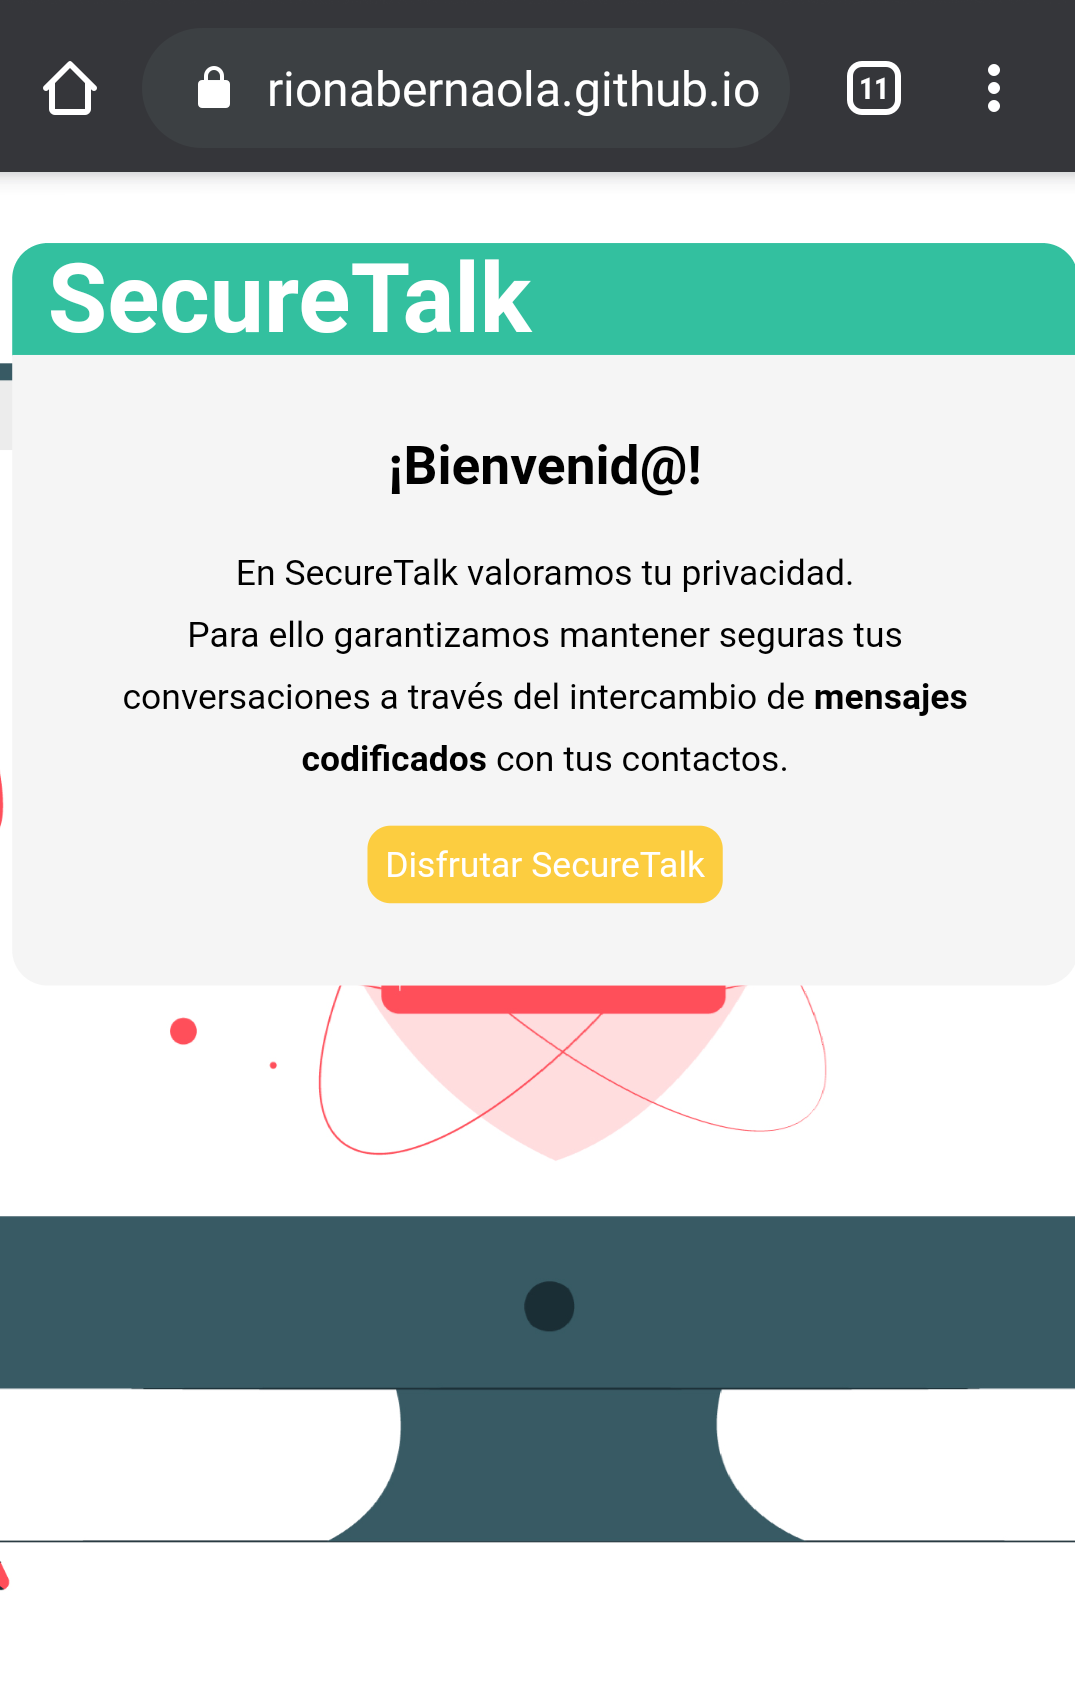 rionabernaola.github.io
11
SecureTalk
¡Bienvenid@!
En SecureTalk valoramos tu privacidad.
Para ello garantizamos mantener seguras tus
conversaciones a través del intercambio de mensajes
codificados con tus contactos.
Disfrutar SecureTalk